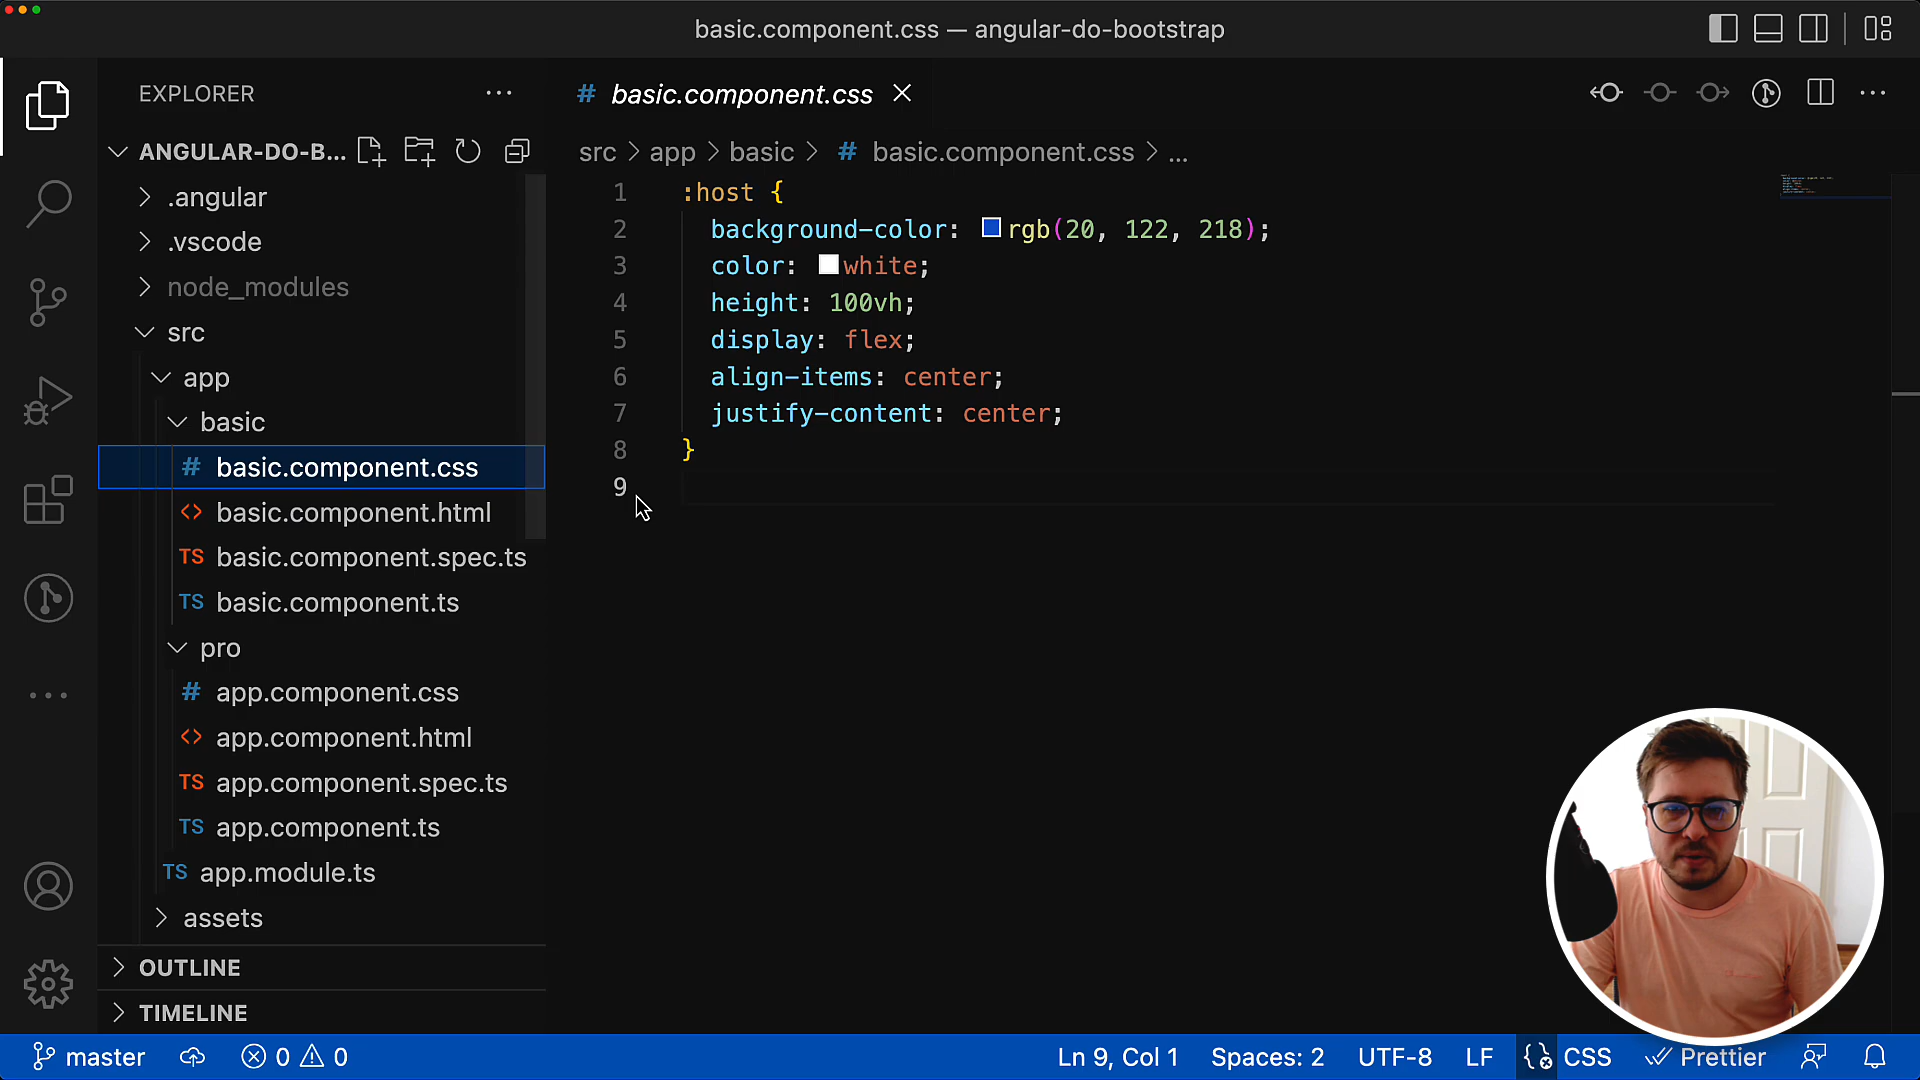 basic.component.css — angular-do-bootstrap
EXPLORER
ANGULAR-DO-B...
.angular
.vscode
node_modules
src
app
basic
# basic.component.css
<> basic.component.html
TS basic.component.spec.ts
TS basic.component.ts
pro
# app.component.css
<> app.component.html
TS app.component.spec.ts
TS app.component.ts
TS app.module.ts
assets
OUTLINE
TIMELINE
# basic.component.css
src > app > basic > # basic.component.css > ...
1 :host {
2 background-color: rgb(20, 122, 218);
3 color: white;
4 height: 100vh;
5 display: flex;
6 align-items: center;
7 justify-content: center;
8 }
9
master 0 0 Ln 9, Col 1 Spaces: 2 UTF-8 LF CSS Prettier